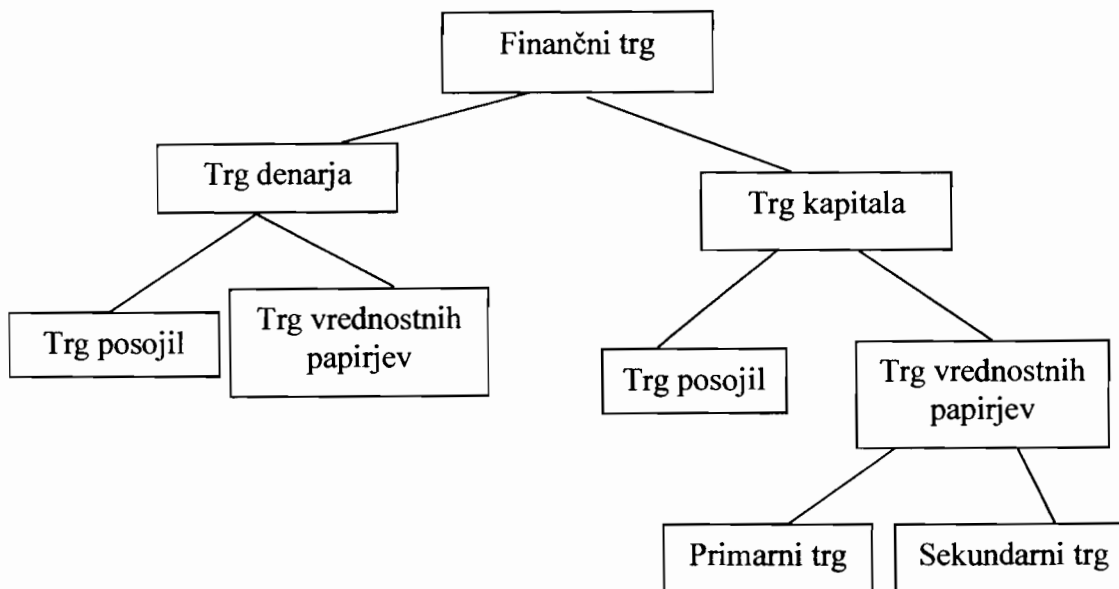 Finančni trg
Trg denarja
Trg kapitala
Trg posojil
Trg vrednostnih
papirjev
Trg posojil
Trg vrednostnih
papirjev
Primarni trg
Sekundarni trg